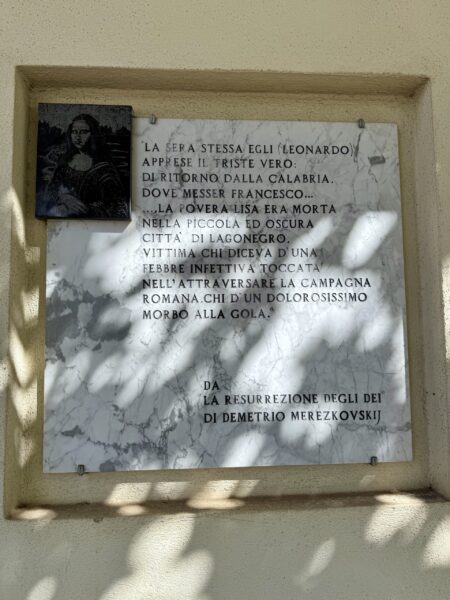 "LA SERA STESSA EGLI (LEONARDO)
APPRESE IL TRISTE VERO:
DI RITORNO DALLA CALABRIA,
DOVE MESSER FRANCESCO...
....LA POVERA LISA ERA MORTA
NELLA PICCOLA ED OSCURA
CITTA' DI LAGONEGRO,
VITTIMA CHI DICEVA D'UNA
FEBBRE INFETTIVA TOCCATA
NELL'ATTRAVERSARE LA CAMPAGNA
ROMANA, CHI D'UN DOLOROSISSIMO
MORBO ALLA GOLA."
DA
LA RESURREZIONE DEGLI DEI
DI DEMETRIO MEREZKOVSKIJ